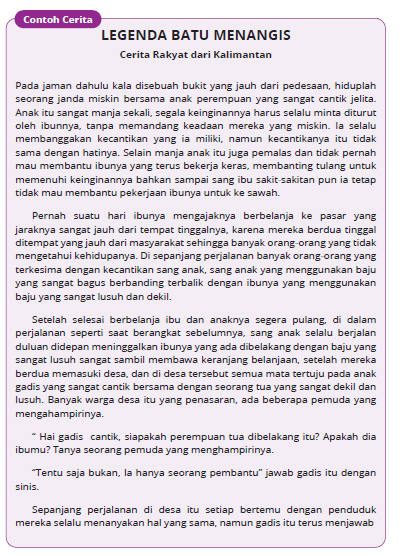 Contoh Cerita
LEGENDA BATU MENANGIS
Cerita Rakyat dari Kalimantan
Pada jaman dahulu kala disebuah bukit yang jauh dari pedesaan, hiduplah
seorang janda miskin bersama anak perempuan yang sangat cantik jelita.
Anak itu sangat manja sekali, segala keinginannya harus selalu minta diturut
oleh ibunnya, tanpa memandang keadaan mereka yang miskin. Ia selalu
membanggakan kecantikan yang ia miliki, namun kecantikanya itu tidak
sama dengan hatinya. Selain manja anak itu juga pemalas dan tidak pernah
mau membantu ibunya yang terus bekerja keras, membanting tulang untuk
memenuhi keinginannya bahkan sampai sang ibu sakit-sakitan pun ia tetap
tidak mau membantu pekerjaan ibunya untuk ke sawah.
Pernah suatu hari ibunya mengajaknya berbelanja ke pasar yang
jaraknya sangat jauh dari tempat tinggalnya, karena mereka berdua tinggal
ditempat yang jauh dari masyarakat sehingga banyak orang-orang yang tidak
mengetahui kehidupanya. Di sepanjang perjalanan banyak orang-orang yang
terkesima dengan kecantikan sang anak, sang anak yang menggunakan baju
yang sangat bagus berbanding terbalik dengan ibunya yang menggunakan
baju yang sangat lusuh dan dekil.
Setelah selesai berbelanja ibu dan anaknya segera pulang, di dalam
perjalanan seperti saat berangkat sebelumnya, sang anak selalu berjalan
duluan didepan meninggalkan ibunya yang ada dibelakang dengan baju yang
sangat lusuh sangat sambil membawa keranjang belanjaan, setelah mereka
berdua memasuki desa, dan di desa tersebut semua mata tertuju pada anak
gadis yang sangat cantik bersama dengan seorang tua yang sangat dekil dan
lusuh. Banyak warga desa itu yang penasaran, ada beberapa pemuda yang
mengahampirinya.
“ Hai gadis cantik, siapakah perempuan tua dibelakang itu? Apakah dia
ibumu? Tanya seorang pemuda yang menghampirinya.
“Tentu saja bukan, Ia hanya seorang pembantu” jawab gadis itu dengan
sinis.
Sepanjang perjalanan di desa itu setiap bertemu dengan penduduk
mereka selalu menanyakan hal yang sama, namun gadis itu terus menjawab